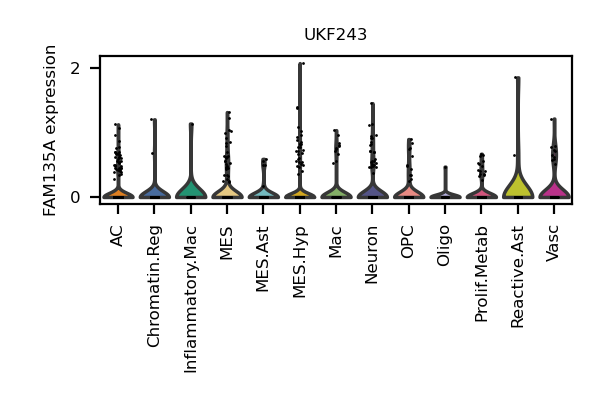 UKF243
FAM135A expression
2
0
AC
Chromatin.Reg
Inflammatory.Mac
MES
MES.Ast
MES.Hyp
Mac
Neuron
OPC
Oligo
Prolif.Metab
Reactive.Ast
Vasc